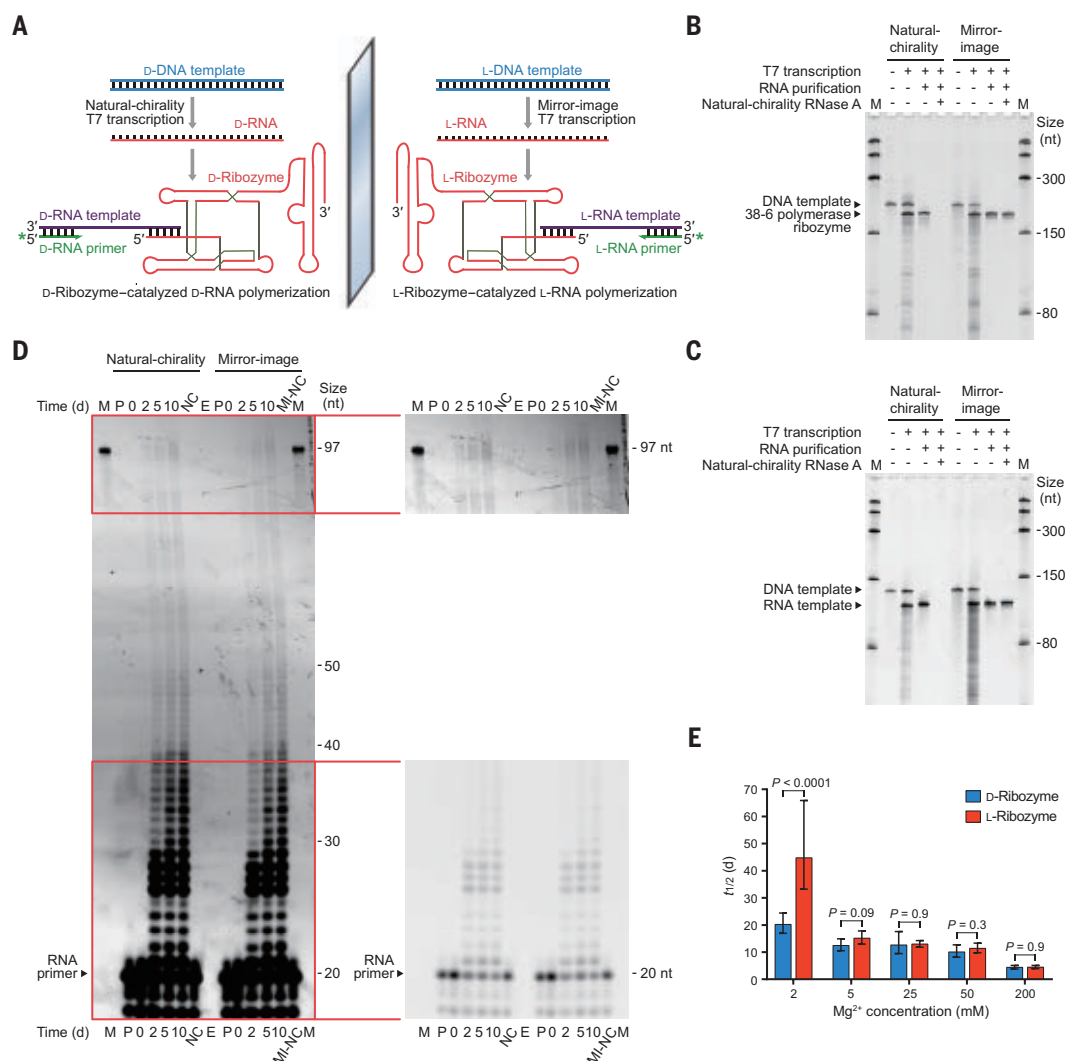 A
D-DNA template
Natural-chirality
T7 transcription
D-RNA
D-Ribozyme
3′
D-RNA template
3′
*5′
D-RNA primer
5′
D-Ribozyme–catalyzed D-RNA polymerization
L-DNA template
Mirror-image
T7 transcription
L-RNA
L-Ribozyme
3′
L-RNA template
3′
5′*
L-RNA primer
5′
L-Ribozyme–catalyzed L-RNA polymerization
B
Natural-chirality Mirror-image
T7 transcription - + + + - + + +
RNA purification + + + +
Natural-chirality RNase A - - - + - - - +
M M
Size (nt)
-300
DNA template
38-6 polymerase ribozyme
-150
-80
C
Natural-chirality Mirror-image
T7 transcription - + + + - + + +
RNA purification + + + +
Natural-chirality RNase A - - - + - - - +
M M
Size (nt)
-300
-150
DNA template
RNA template
-80
D
Natural-chirality Mirror-image
Size (nt)
Time (d) M P 0 2 5 10 NC E P 0 2 5 10 MI-NC M
- 97
- 50
- 40
- 30
RNA primer
- 20
Time (d) M P 0 2 5 10 NC E P 0 2 5 10 MI-NC M
M P 0 2 5 10 NC E P 0 2 5 10 MI-NC M
- 97 nt
RNA primer
- 20 nt
M P 0 2 5 10 NC E P 0 2 5 10 MI-NC M
E
P < 0.0001
P = 0.09
P = 0.9
P = 0.3
P = 0.9
D-Ribozyme
L-Ribozyme
t1/2 (d)
70
60
50
40
30
20
10
0
2 5 25 50 200
Mg²⁺ concentration (mM)